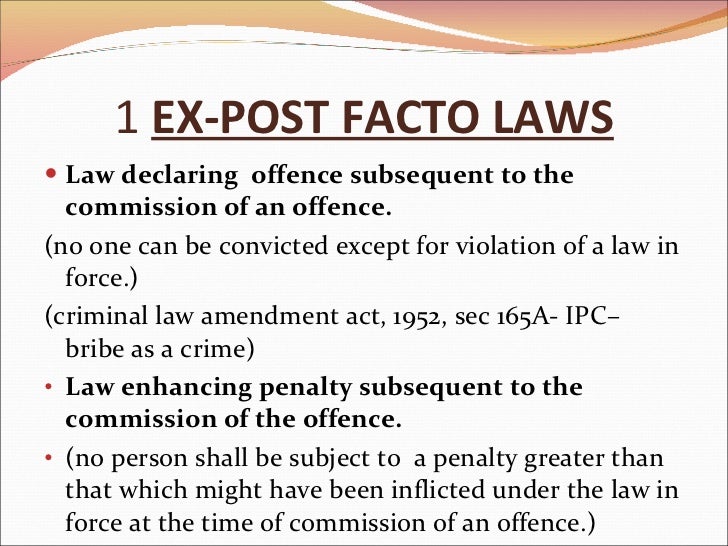 1 EX-POST FACTO LAWS
• Law declaring offence subsequent to the
commission of an offence.
(no one can be convicted except for violation of a law in
force.)
(criminal law amendment act, 1952, sec 165A- IPC–
bribe as a crime)
• Law enhancing penalty subsequent to the
commission of the offence.
• (no person shall be subject to a penalty greater than
that which might have been inflicted under the law in
force at the time of commission of an offence.)